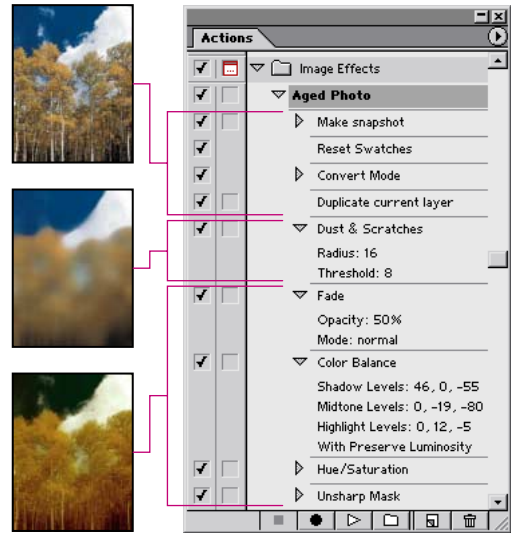 Actions
Image Effects
Aged Photo
Make snapshot
Reset Swatches
Convert Mode
Duplicate current layer
Dust & Scratches
Radius: 16
Threshold: 8
Fade
Opacity: 50%
Mode: normal
Color Balance
Shadow Levels: 46, 0, -55
Midtone Levels: 0, -19, -80
Highlight Levels: 0, 12, -5
With Preserve Luminosity
Hue/Saturation
Unsharp Mask